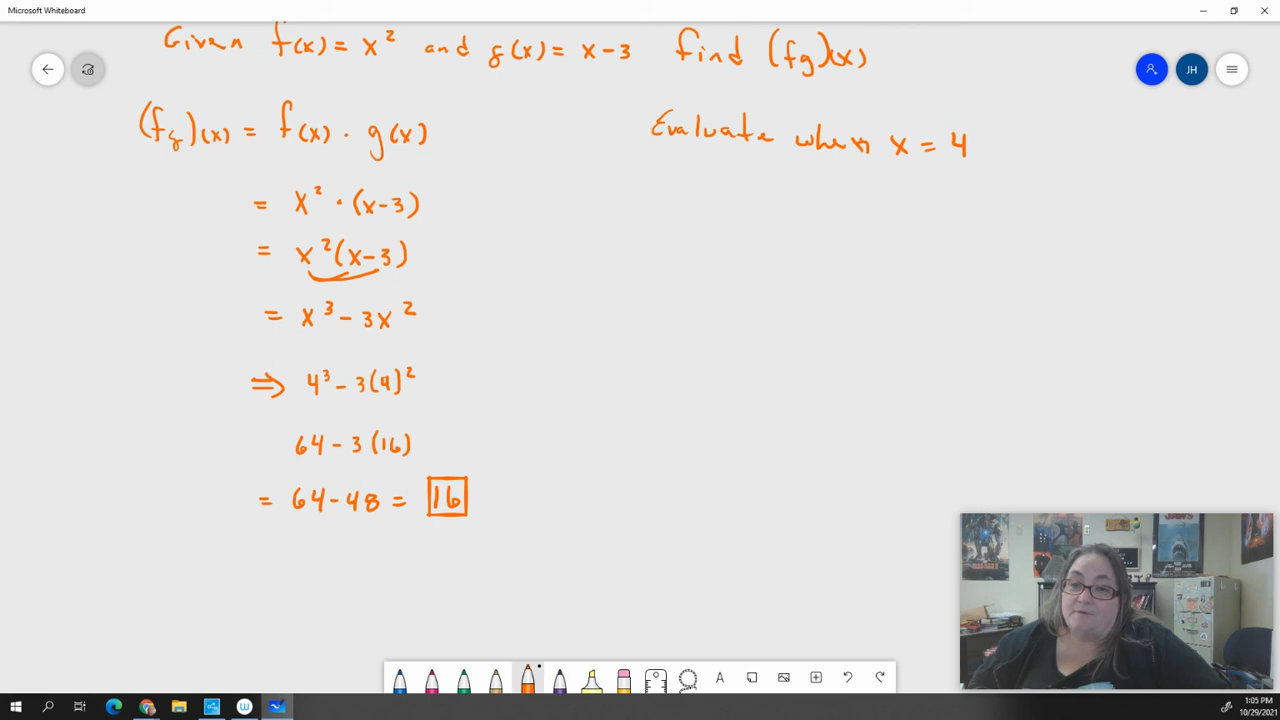 Microsoft Whiteboard
Given f(x) = x² and g(x) = x - 3 find (fg)(x)
JH
(fg)(x) = f(x) · g(x)
Evaluate when x = 4
= x² · (x-3)
= x²(x-3)
= x³ - 3x²
⇒ 4³ - 3(4)²
64 - 3(16)
= 64 - 48 = 16
JAWS
A
W
1:05 PM
10/29/2021